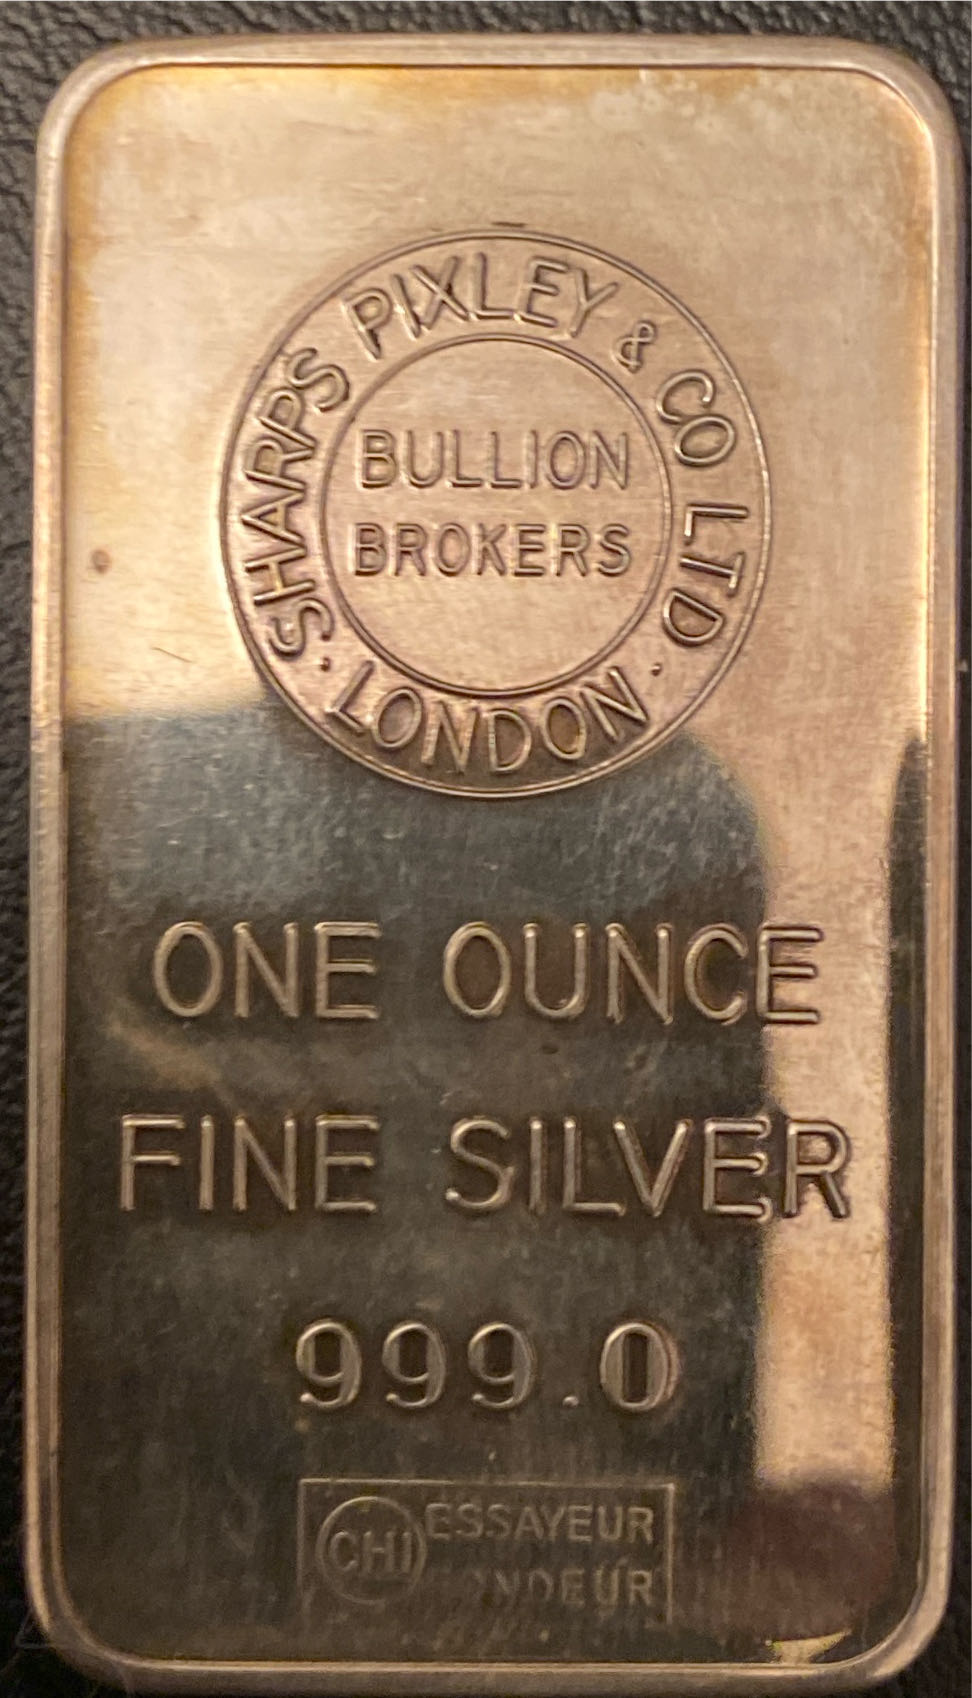 · SHARPS PIXLEY & CO LTD ·
LONDON
BULLION
BROKERS
ONE OUNCE
FINE SILVER
999.0
CHI
ESSAYEUR